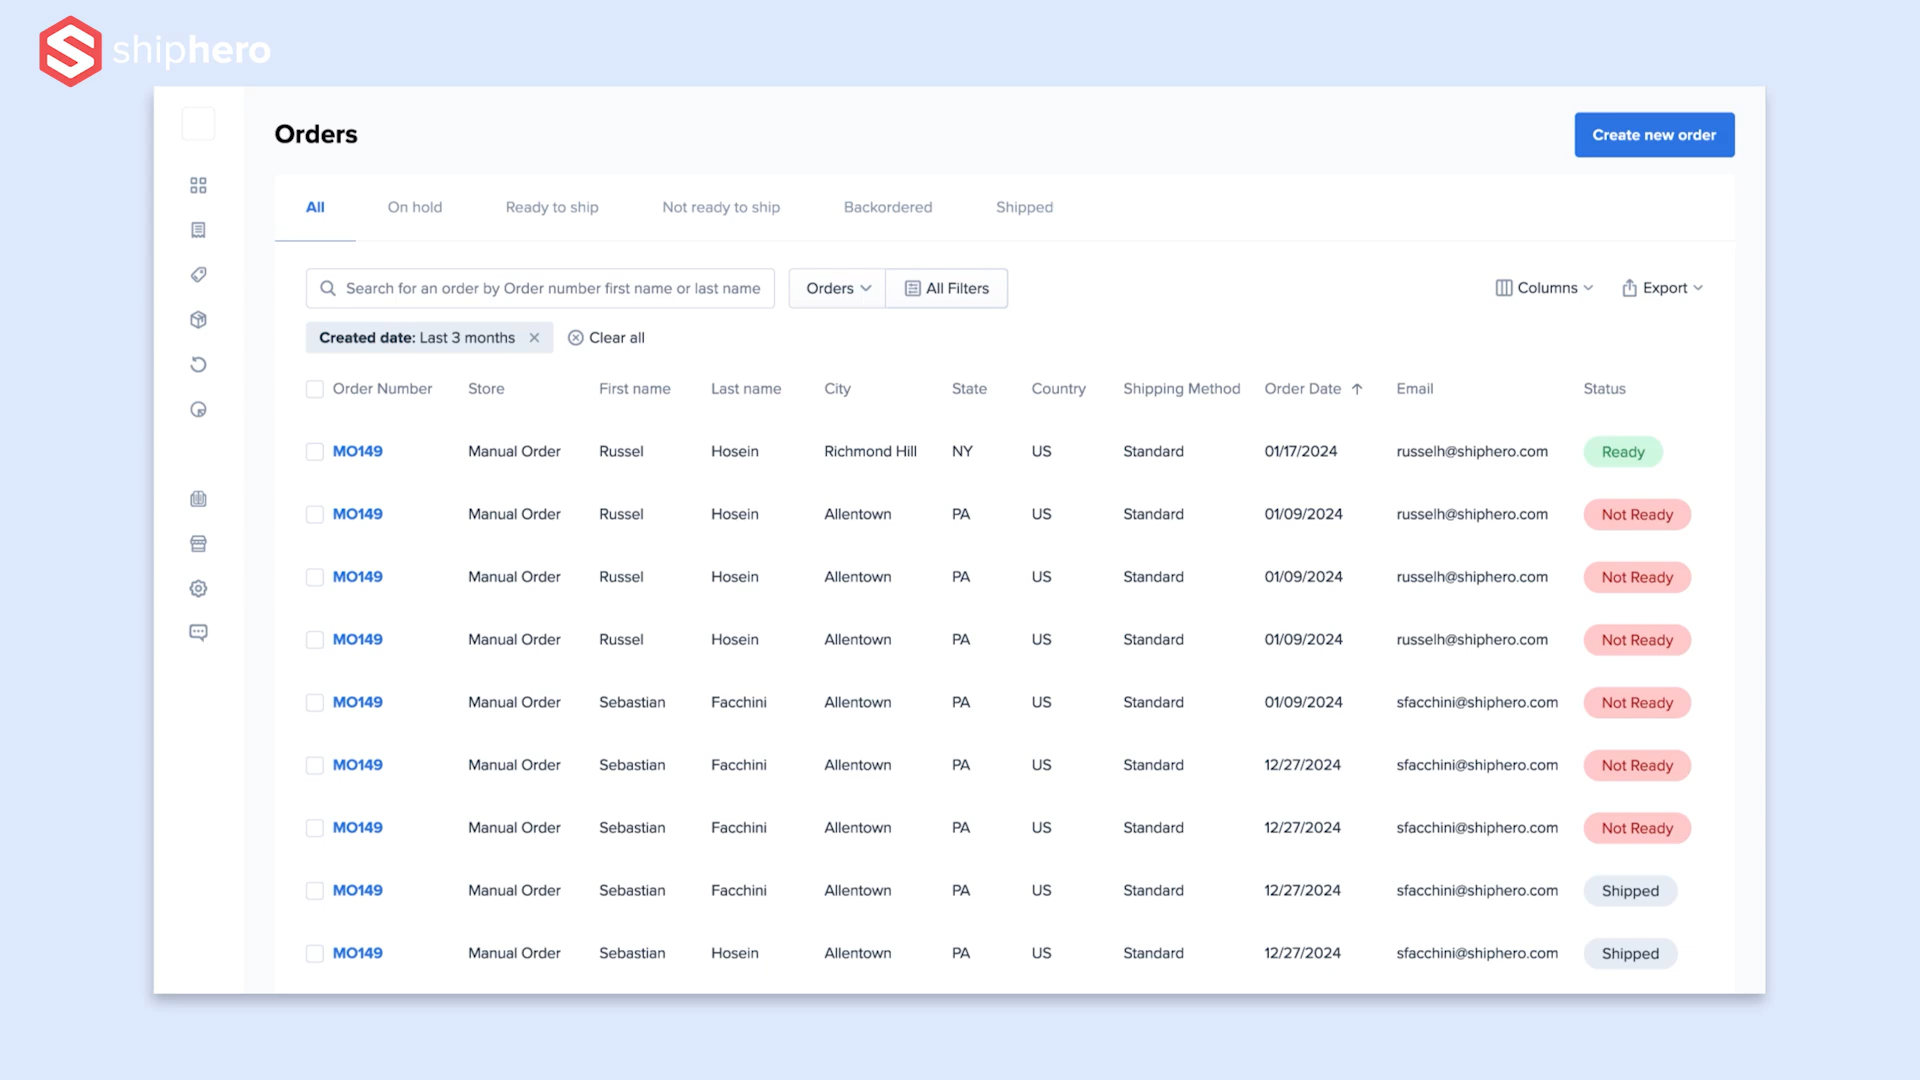 shiphero
Orders
Create new order
All On hold Ready to ship Not ready to ship Backordered Shipped
Search for an order by Order number first name or last name Orders All Filters Columns Export
Created date: Last 3 months Clear all
Order Number Store First name Last name City State Country Shipping Method Order Date Email Status
MO149 Manual Order Russel Hosein Richmond Hill NY US Standard 01/17/2024 russelh@shiphero.com Ready
MO149 Manual Order Russel Hosein Allentown PA US Standard 01/09/2024 russelh@shiphero.com Not Ready
MO149 Manual Order Russel Hosein Allentown PA US Standard 01/09/2024 russelh@shiphero.com Not Ready
MO149 Manual Order Russel Hosein Allentown PA US Standard 01/09/2024 russelh@shiphero.com Not Ready
MO149 Manual Order Sebastian Facchini Allentown PA US Standard 01/09/2024 sfacchini@shiphero.com Not Ready
MO149 Manual Order Sebastian Facchini Allentown PA US Standard 12/27/2024 sfacchini@shiphero.com Not Ready
MO149 Manual Order Sebastian Facchini Allentown PA US Standard 12/27/2024 sfacchini@shiphero.com Not Ready
MO149 Manual Order Sebastian Facchini Allentown PA US Standard 12/27/2024 sfacchini@shiphero.com Shipped
MO149 Manual Order Sebastian Hosein Allentown PA US Standard 12/27/2024 sfacchini@shiphero.com Shipped